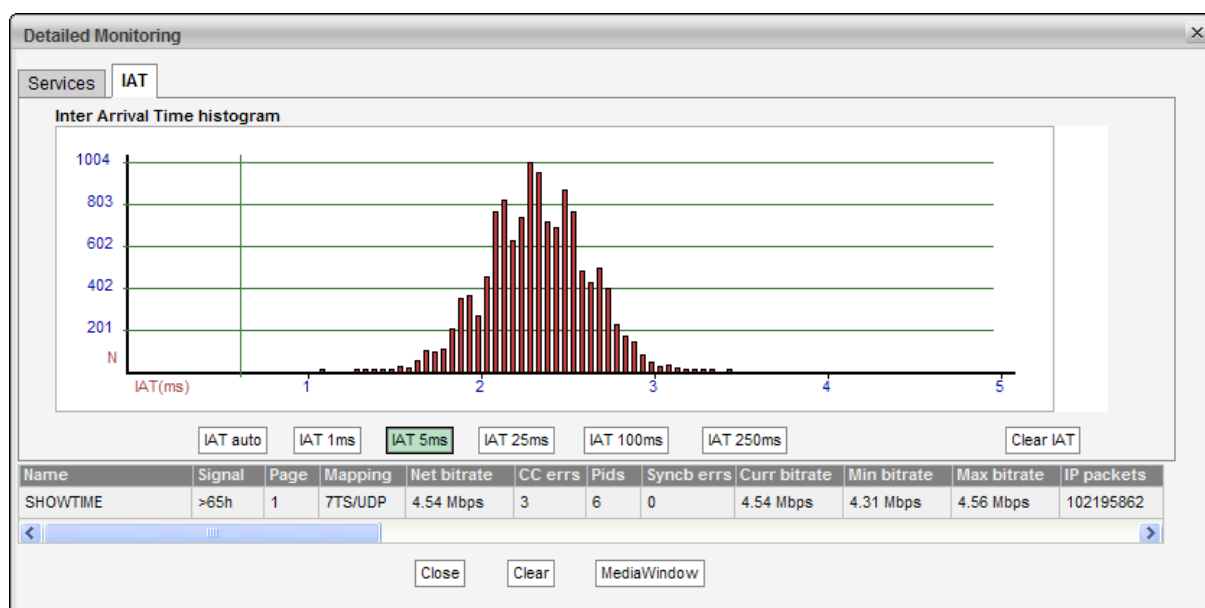 Detailed Monitoring
Services IAT
Inter Arrival Time histogram
1004
803
602
402
201
N
IAT(ms) 1 2 3 4 5
IAT auto IAT 1ms IAT 5ms IAT 25ms IAT 100ms IAT 250ms Clear IAT
Name Signal Page Mapping Net bitrate CC errs Pids Syncb errs Curr bitrate Min bitrate Max bitrate IP packets
SHOWTIME >65h 1 7TS/UDP 4.54 Mbps 3 6 0 4.54 Mbps 4.31 Mbps 4.56 Mbps 102195862
Close Clear MediaWindow